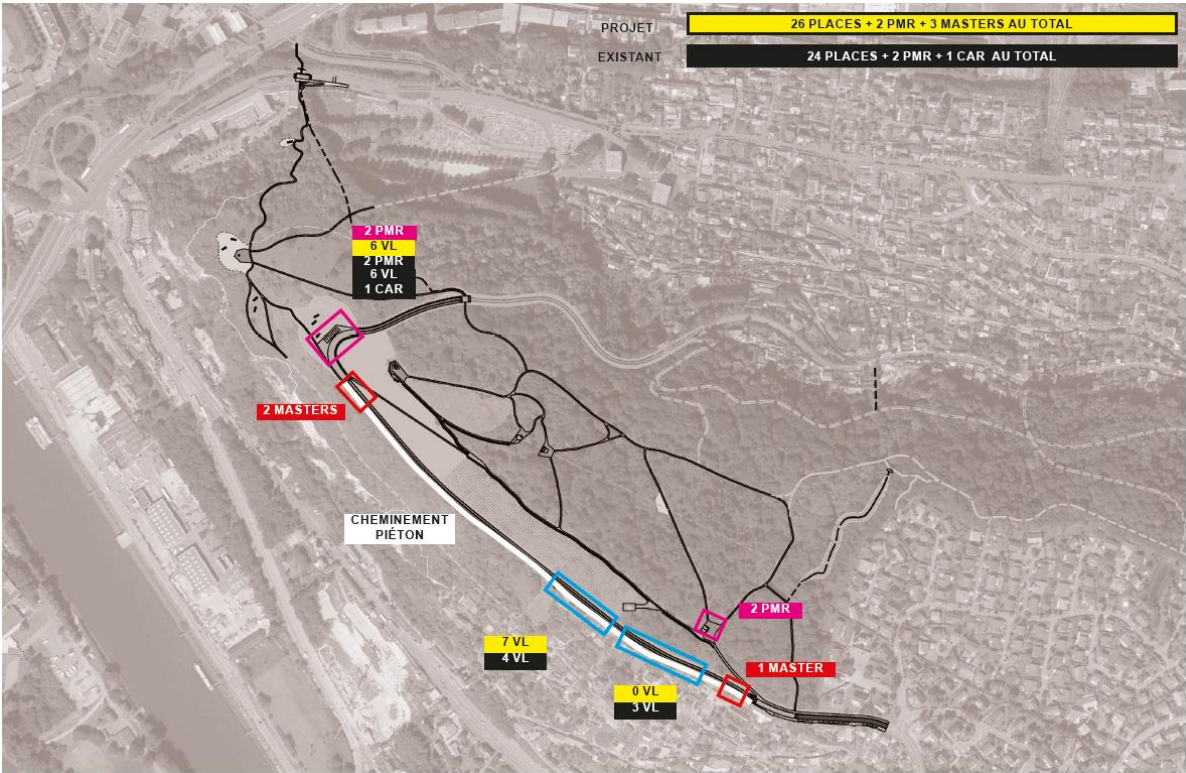 PROJET
26 PLACES + 2 PMR + 3 MASTERS AU TOTAL
EXISTANT
24 PLACES + 2 PMR + 1 CAR AU TOTAL
2 PMR
6 VL
2 PMR
6 VL
1 CAR
2 MASTERS
CHEMINEMENT
PIÉTON
2 PMR
7 VL
4 VL
1 MASTER
0 VL
3 VL